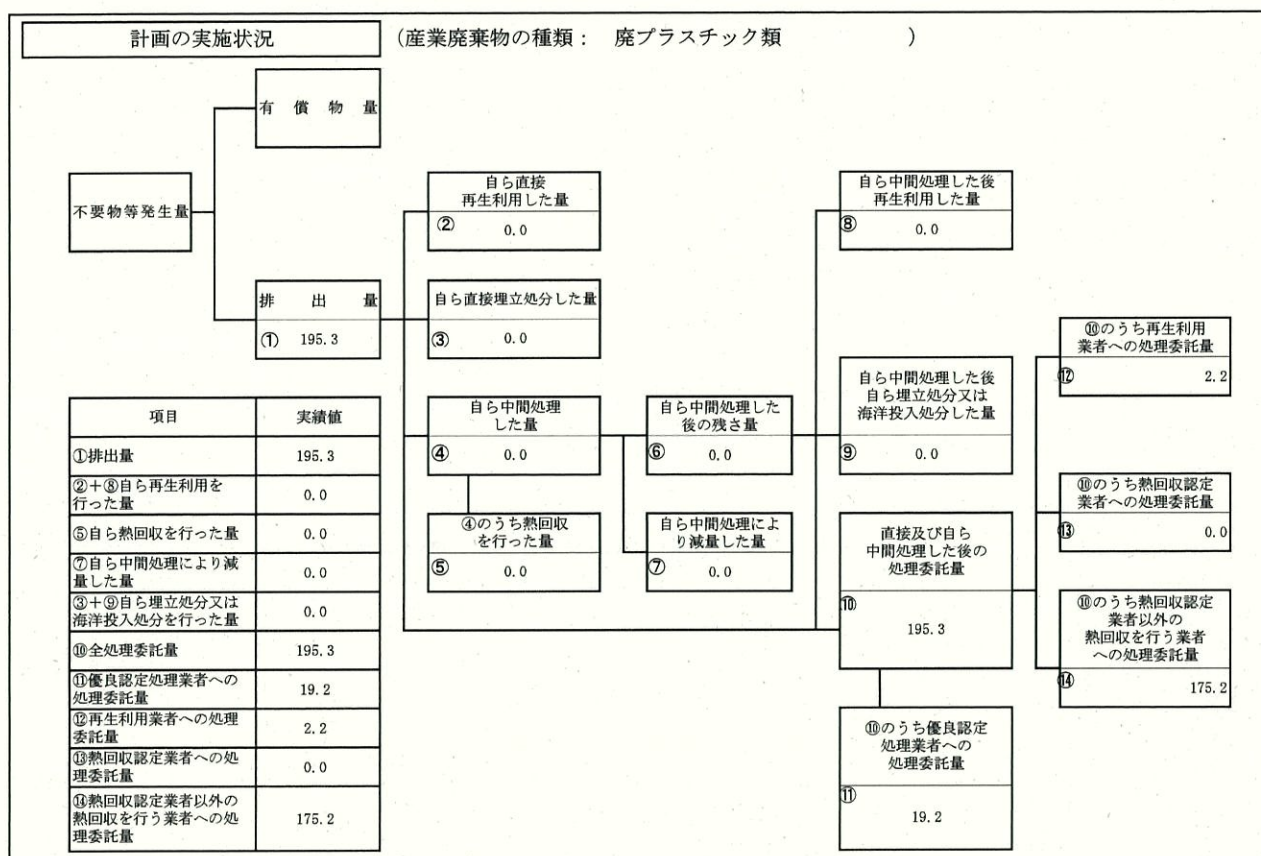 計画の実施状況
(産業廃棄物の種類： 廃プラスチック類 )
有償物量
不要物等発生量
排出量
① 195.3
自ら直接
再生利用した量
② 0.0
自ら直接埋立処分した量
③ 0.0
自ら中間処理
した量
④ 0.0
④のうち熱回収
を行った量
⑤ 0.0
自ら中間処理した
後の残さ量
⑥ 0.0
自ら中間処理によ
り減量した量
⑦ 0.0
自ら中間処理した後
再生利用した量
⑧ 0.0
自ら中間処理した後
自ら埋立処分又は
海洋投入処分した量
⑨ 0.0
直接及び自ら
中間処理した後の
処理委託量
⑩
195.3
⑩のうち優良認定
処理業者への
処理委託量
⑪
19.2
⑩のうち再生利用
業者への処理委託量
⑫ 2.2
⑩のうち熱回収認定
業者への処理委託量
⑬ 0.0
⑩のうち熱回収認定
業者以外の
熱回収を行う業者
への処理委託量
⑭ 175.2
項目 実績値
①排出量 195.3
②+⑧自ら再生利用を
行った量 0.0
⑤自ら熱回収を行った量 0.0
⑦自ら中間処理により減
量した量 0.0
③+⑨自ら埋立処分又は
海洋投入処分を行った量 0.0
⑩全処理委託量 195.3
⑪優良認定処理業者への
処理委託量 19.2
⑫再生利用業者への処理
委託量 2.2
⑬熱回収認定業者への処
理委託量 0.0
⑭熱回収認定業者以外の
熱回収を行う業者への処
理委託量 175.2